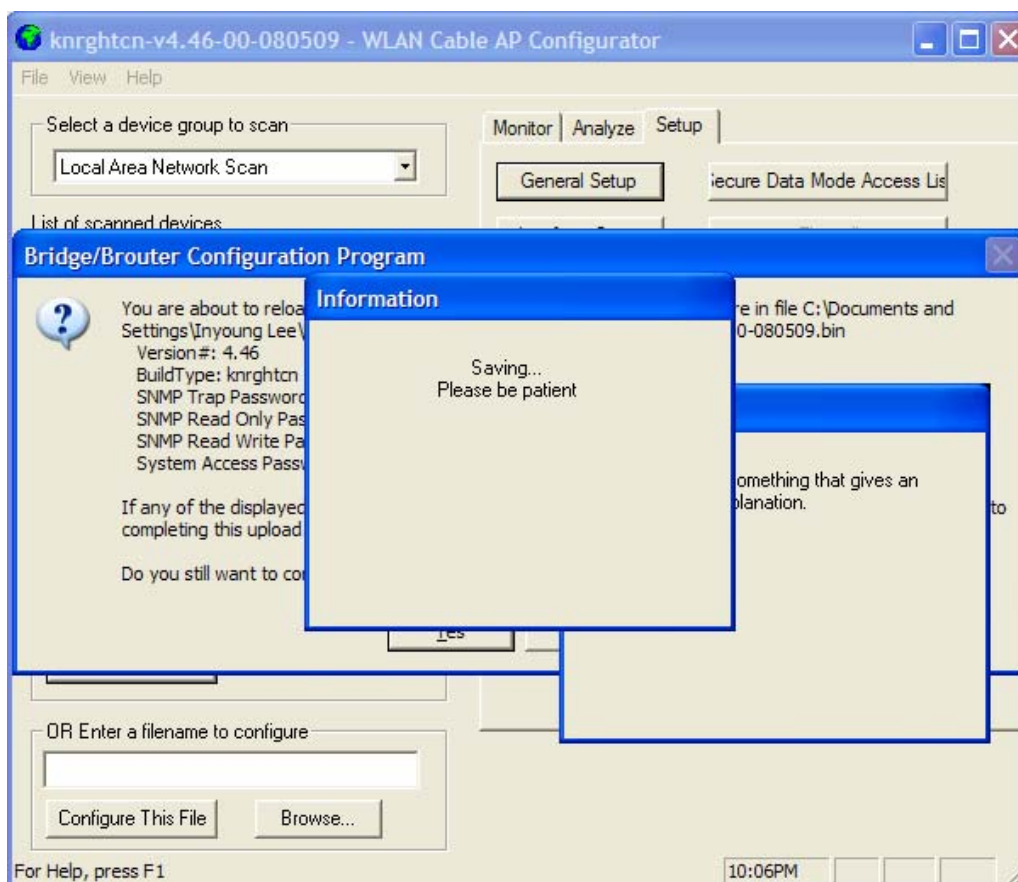 knrghtcn-v4.46-00-080509 - WLAN Cable AP Configurator
File View Help
Select a device group to scan
Local Area Network Scan
List of scanned devices
Monitor Analyze Setup
General Setup
ecure Data Mode Access Lis
Bridge/Brouter Configuration Program
You are about to reloa
re in file C:\Documents and
Settings\Inyoung Lee\
0-080509.bin
Version#: 4.46
BuildType: knrghtcn
SNMP Trap Password
SNMP Read Only Pas
SNMP Read Write Pa
System Access Passw
If any of the displayed
to
completing this upload
Do you still want to con
Yes
Information
Saving...
Please be patient
omething that gives an
planation.
OR Enter a filename to configure
Configure This File
Browse...
For Help, press F1
10:06PM